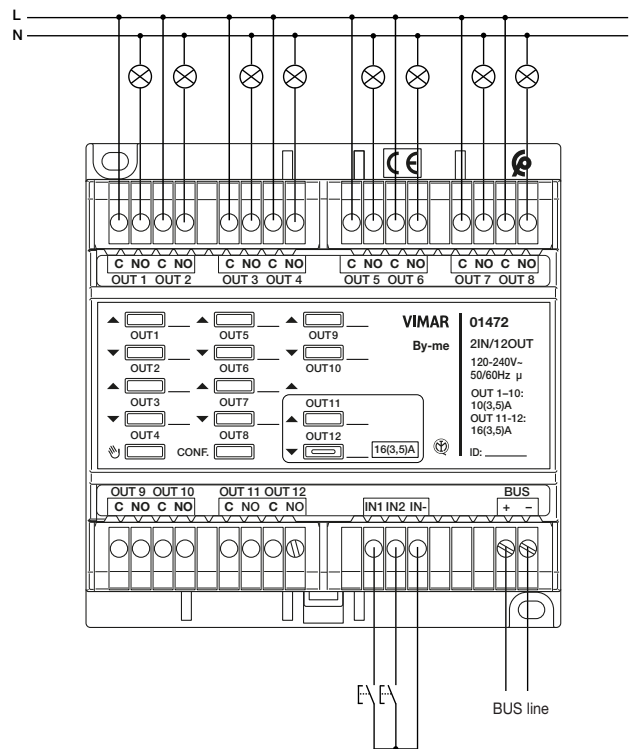 L
N
CE
C NO C NO C NO C NO C NO C NO C NO C NO
OUT 1 OUT 2 OUT 3 OUT 4 OUT 5 OUT 6 OUT 7 OUT 8
OUT1 OUT5 OUT9
OUT2 OUT6 OUT10
OUT3 OUT7 OUT11
OUT4 OUT8 OUT12
CONF.
16(3,5)A
VIMAR
By-me
01472
2IN/12OUT
120-240V~
50/60Hz µ
OUT 1–10:
10(3,5)A
OUT 11-12:
16(3,5)A
ID:
OUT 9 OUT 10 OUT 11 OUT 12 BUS
C NO C NO C NO C NO IN1 IN2 IN- + −
BUS line